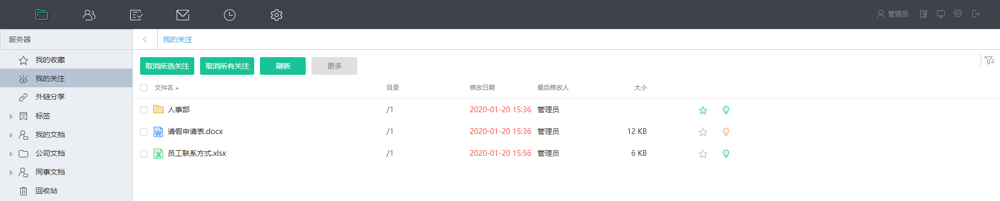 管理员
服务器
我的关注
我的收藏
我的关注
外链分享
标签
我的文档
公司文档
同事文档
回收站
取消所选关注 取消所有关注 刷新 更多
文件名 目录 修改日期 最后修改人 大小
人事部 /1 2020-01-20 15:36 管理员
请假申请表.docx /1 2020-01-20 15:36 管理员 12 KB
员工联系方式.xlsx /1 2020-01-20 15:56 管理员 6 KB